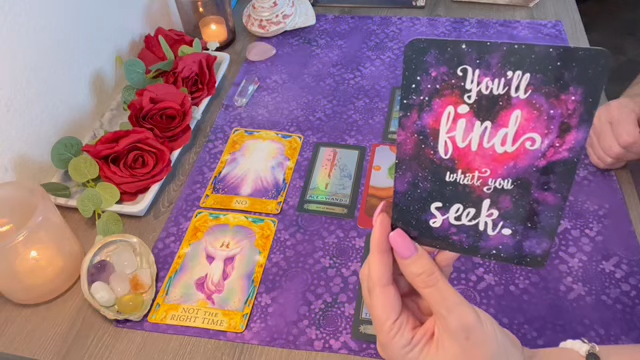 You'll
find
what you
seek.
NO
NOT THE
RIGHT TIME